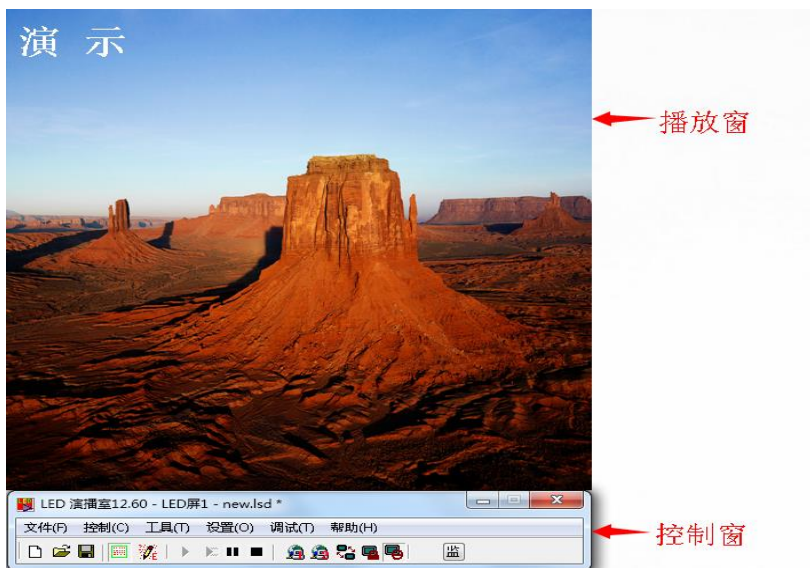 演 示
播放窗
LED 演播室12.60 - LED屏1 - new.lsd *
文件(F) 控制(C) 工具(T) 设置(O) 调试(T) 帮助(H)
控制窗
监